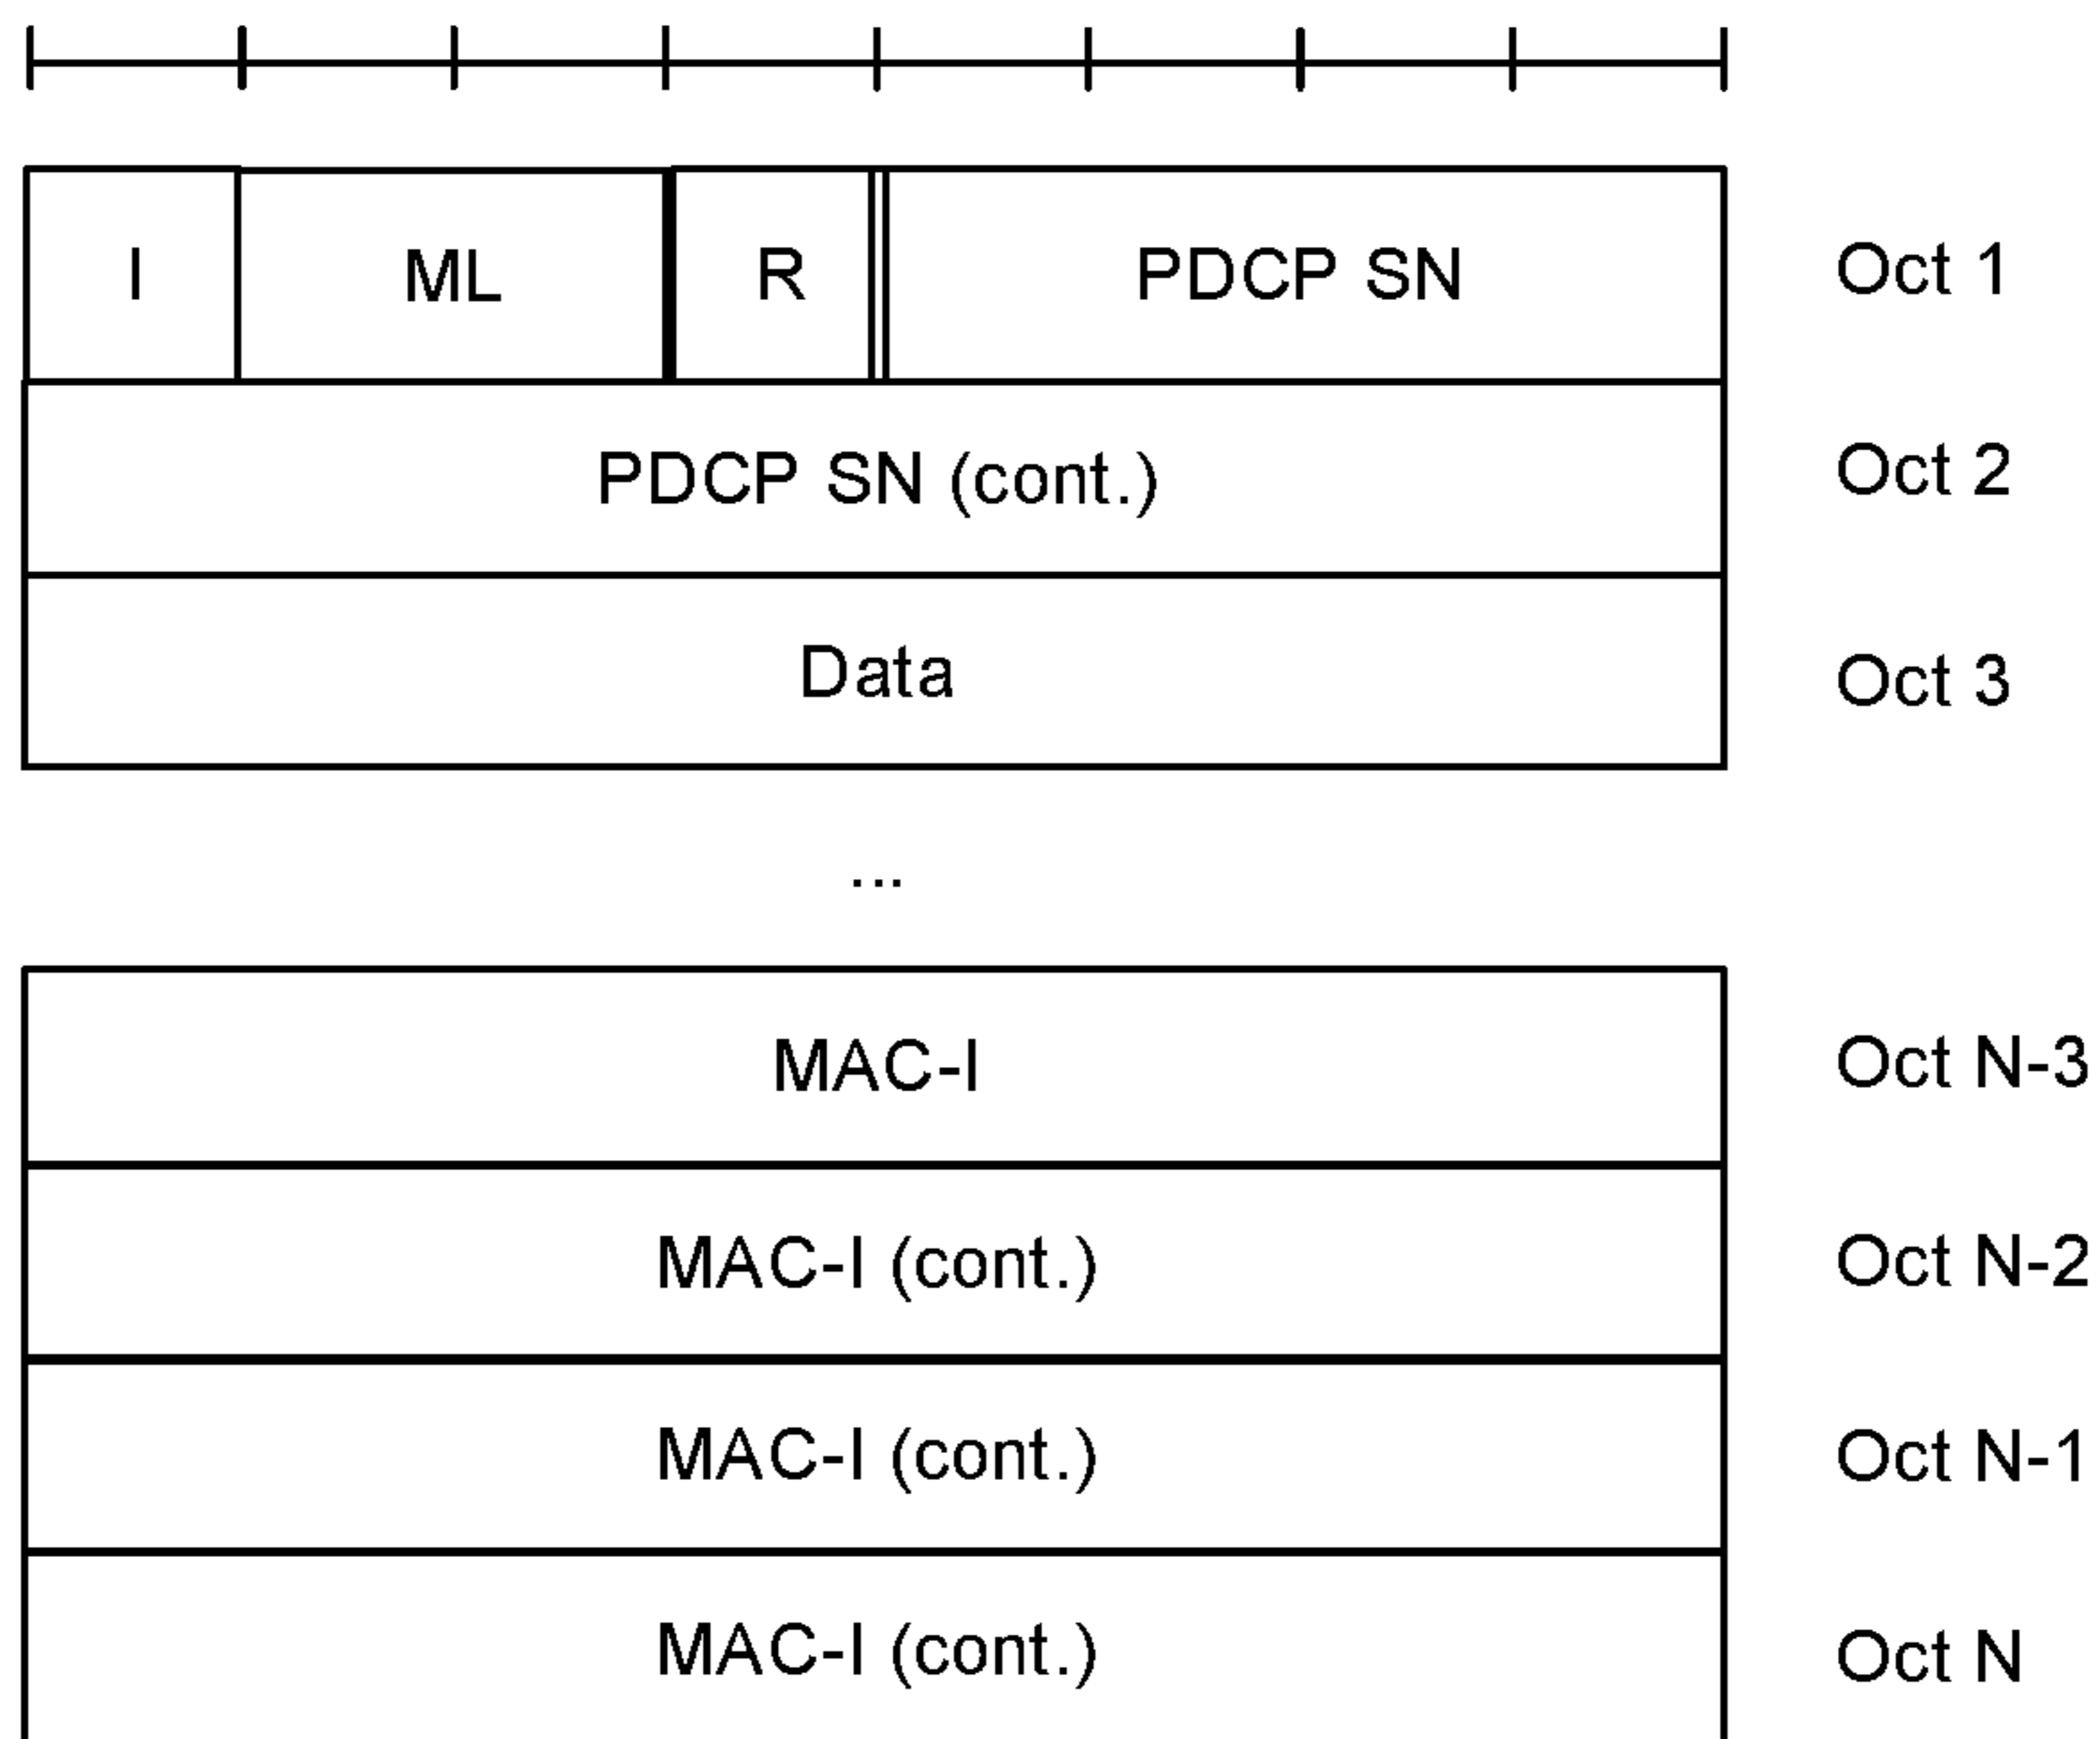 I ML R PDCP SN Oct 1
PDCP SN (cont.) Oct 2
Data Oct 3
...
MAC-I Oct N-3
MAC-I (cont.) Oct N-2
MAC-I (cont.) Oct N-1
MAC-I (cont.) Oct N